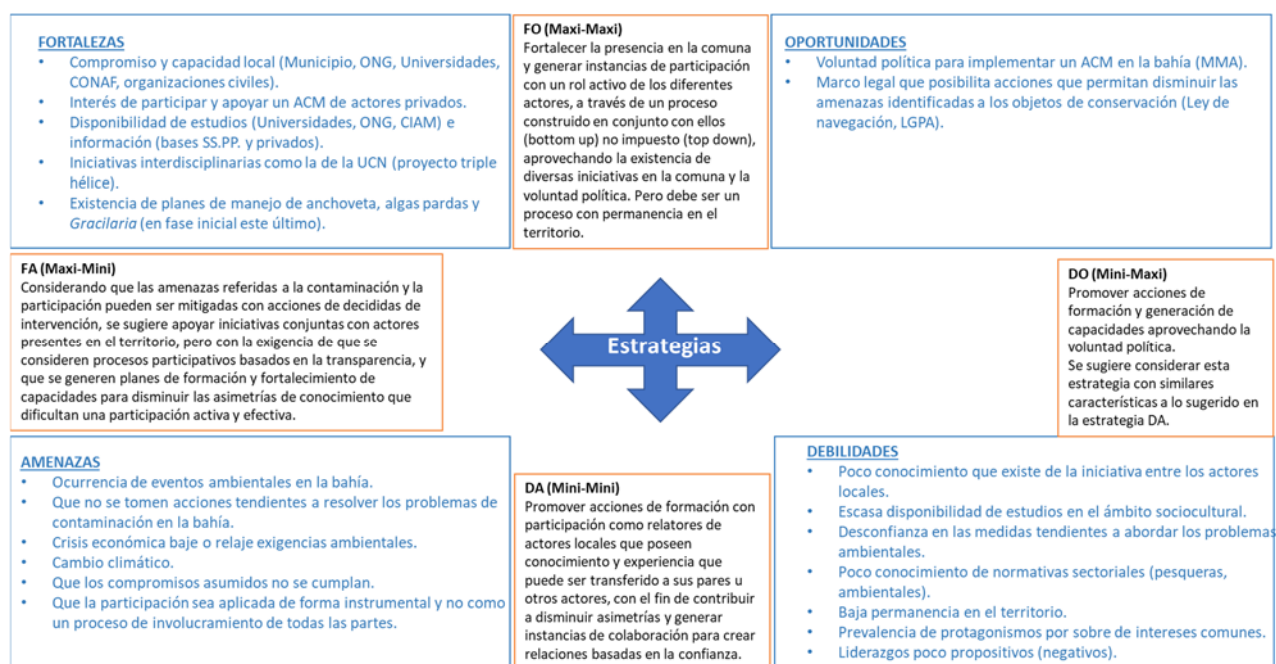 FORTALEZAS
• Compromiso y capacidad local (Municipio, ONG, Universidades,
CONAF, organizaciones civiles).
• Interés de participar y apoyar un ACM de actores privados.
• Disponibilidad de estudios (Universidades, ONG, CIAM) e
información (bases SS.PP. y privados).
• Iniciativas interdisciplinarias como la de la UCN (proyecto triple
hélice).
• Existencia de planes de manejo de anchoveta, algas pardas y
Gracilaria (en fase inicial este último).
FO (Maxi-Maxi)
Fortalecer la presencia en la comuna
y generar instancias de participación
con un rol activo de los diferentes
actores, a través de un proceso
construido en conjunto con ellos
(bottom up) no impuesto (top down),
aprovechando la existencia de
diversas iniciativas en la comuna y la
voluntad política. Pero debe ser un
proceso con permanencia en el
territorio.
OPORTUNIDADES
• Voluntad política para implementar un ACM en la bahía (MMA).
• Marco legal que posibilita acciones que permitan disminuir las
amenazas identificadas a los objetos de conservación (Ley de
navegación, LGPA).
FA (Maxi-Mini)
Considerando que las amenazas referidas a la contaminación y la
participación pueden ser mitigadas con acciones de decididas de
intervención, se sugiere apoyar iniciativas conjuntas con actores
presentes en el territorio, pero con la exigencia de que se
consideren procesos participativos basados en la transparencia, y
que se generen planes de formación y fortalecimiento de
capacidades para disminuir las asimetrías de conocimiento que
dificultan una participación activa y efectiva.
Estrategias
DO (Mini-Maxi)
Promover acciones de
formación y generación de
capacidades aprovechando la
voluntad política.
Se sugiere considerar esta
estrategia con similares
características a lo sugerido en
la estrategia DA.
AMENAZAS
• Ocurrencia de eventos ambientales en la bahía.
• Que no se tomen acciones tendientes a resolver los problemas de
contaminación en la bahía.
• Crisis económica baje o relaje exigencias ambientales.
• Cambio climático.
• Que los compromisos asumidos no se cumplan.
• Que la participación sea aplicada de forma instrumental y no como
un proceso de involucramiento de todas las partes.
DA (Mini-Mini)
Promover acciones de formación con
participación como relatores de
actores locales que poseen
conocimiento y experiencia que
puede ser transferido a sus pares u
otros actores, con el fin de contribuir
a disminuir asimetrías y generar
instancias de colaboración para crear
relaciones basadas en la confianza.
DEBILIDADES
• Poco conocimiento que existe de la iniciativa entre los actores
locales.
• Escasa disponibilidad de estudios en el ámbito sociocultural.
• Desconfianza en las medidas tendientes a abordar los problemas
ambientales.
• Poco conocimiento de normativas sectoriales (pesqueras,
ambientales).
• Baja permanencia en el territorio.
• Prevalencia de protagonismos por sobre de intereses comunes.
• Liderazgos poco propositivos (negativos).